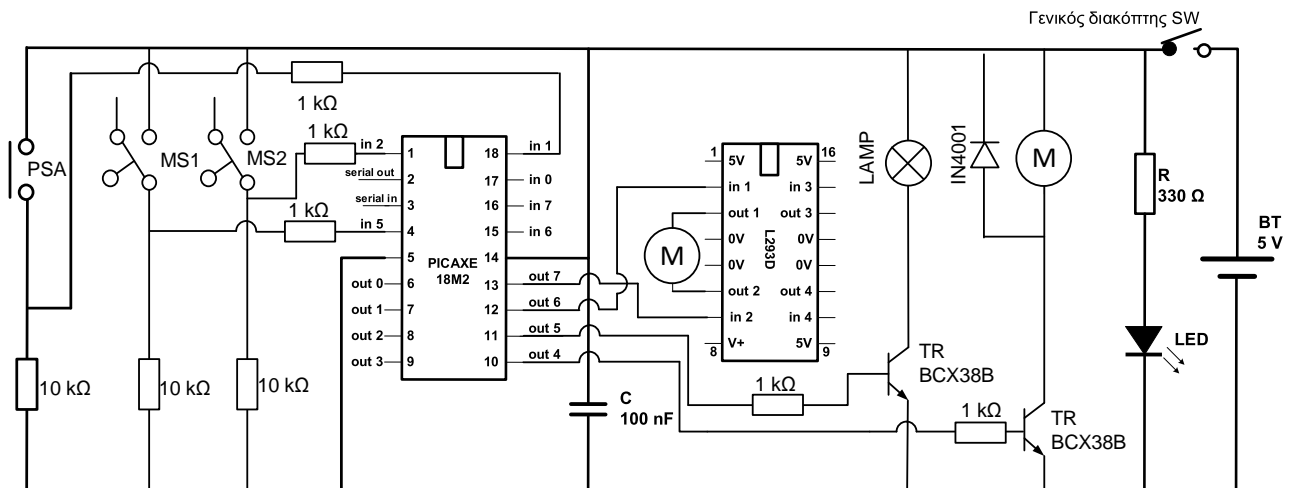 Γενικός διακόπτης SW
1 kΩ
1 kΩ
1 kΩ
PSA
MS1
MS2
in 2
serial out
serial in
in 5
out 0
out 1
out 2
out 3
1
2
3
4
5
6
7
8
9
PICAXE
18M2
18
17
16
15
14
13
12
11
10
in 1
in 0
in 7
in 6
out 7
out 6
out 5
out 4
10 kΩ
10 kΩ
10 kΩ
C
100 nF
M
1
8
5V
in 1
out 1
0V
0V
out 2
in 2
V+
L293D
5V
in 3
out 3
0V
0V
out 4
in 4
5V
16
9
LAMP
IN4001
M
R
330 Ω
BT
5 V
LED
TR
BCX38B
1 kΩ
TR
BCX38B
1 kΩ